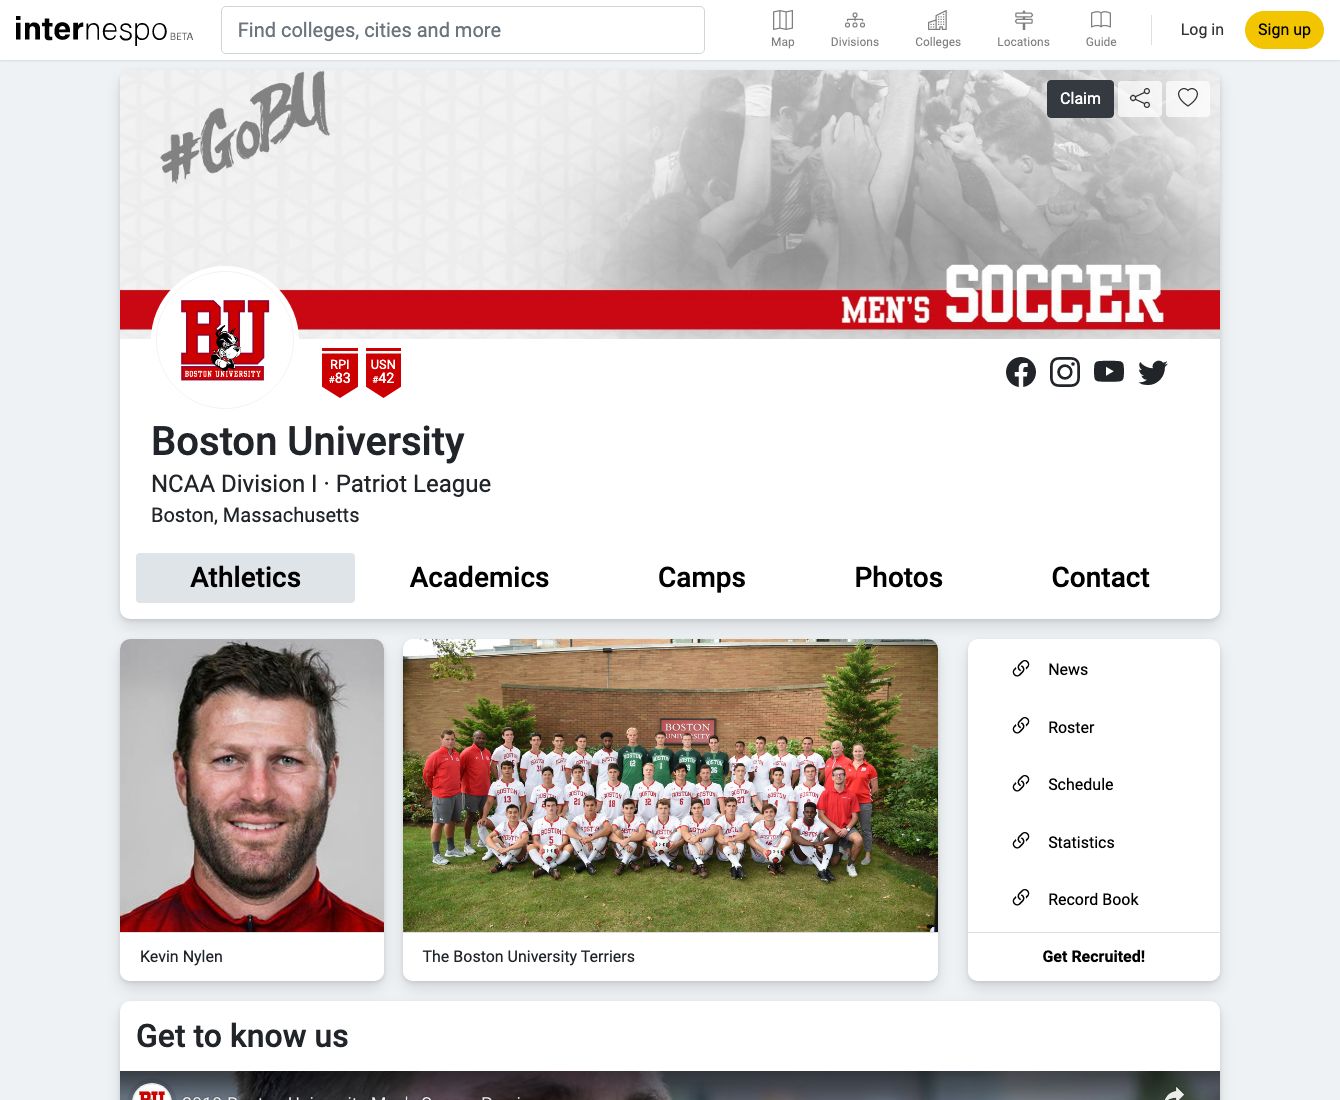 internespo BETA
Find colleges, cities and more
Map
Divisions
Colleges
Locations
Guide
Log in
Sign up
#GoBU
Claim
MEN'S SOCCER
BU
BOSTON UNIVERSITY
RPI
#83
USN
#42
Boston University
NCAA Division I · Patriot League
Boston, Massachusetts
Athletics
Academics
Camps
Photos
Contact
BOSTON
UNIVERSITY
News
Roster
Schedule
Statistics
Record Book
Kevin Nylen
The Boston University Terriers
Get Recruited!
Get to know us